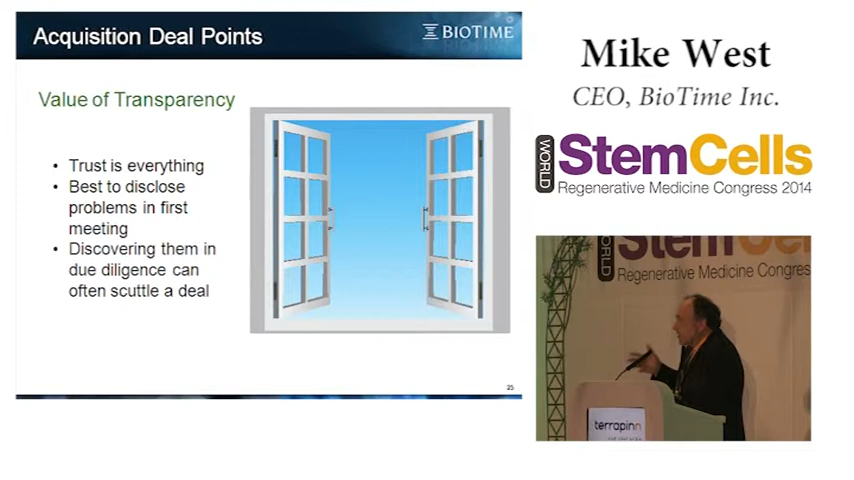 Acquisition Deal Points
BIOTIME
Value of Transparency
• Trust is everything
• Best to disclose
problems in first
meeting
• Discovering them in
due diligence can
often scuttle a deal
25
Mike West
CEO, BioTime Inc.
WORLD
StemCells
Regenerative Medicine Congress 2014
WORLD
StemCel
Regenerative Medicine Congres
terrapinn